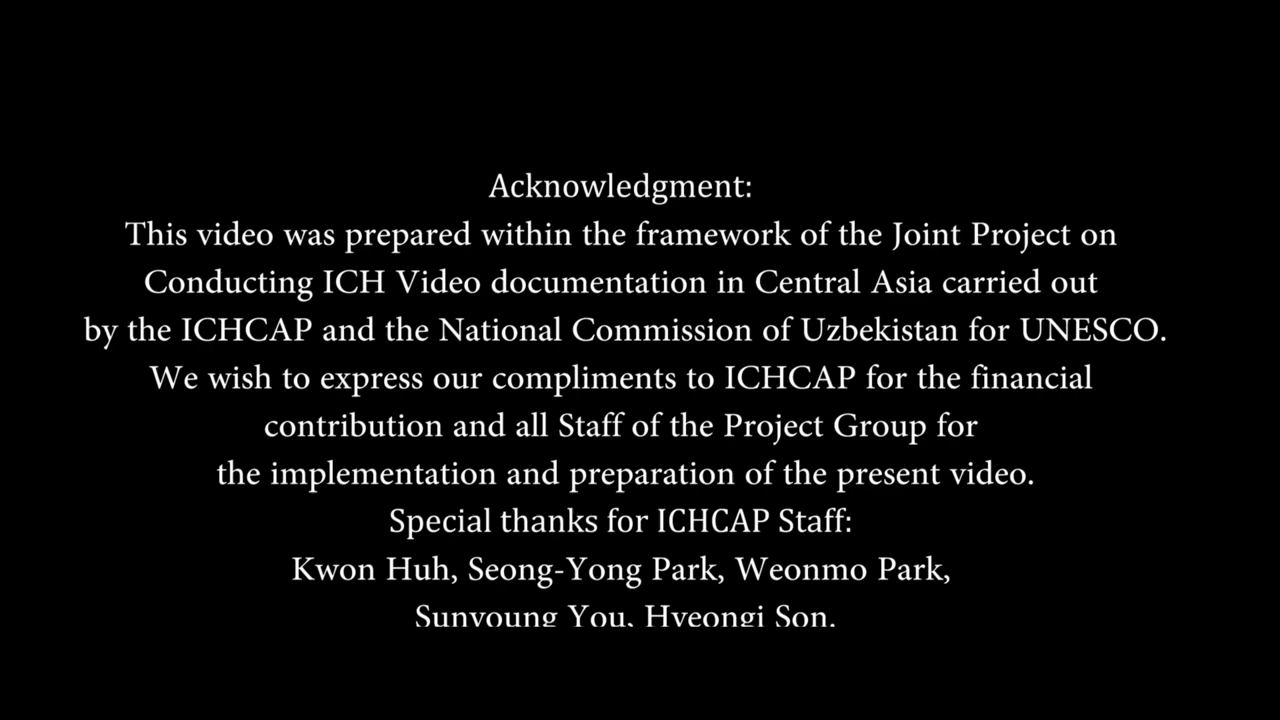 Acknowledgment:
This video was prepared within the framework of the Joint Project on
Conducting ICH Video documentation in Central Asia carried out
by the ICHCAP and the National Commission of Uzbekistan for UNESCO.
We wish to express our compliments to ICHCAP for the financial
contribution and all Staff of the Project Group for
the implementation and preparation of the present video.
Special thanks for ICHCAP Staff:
Kwon Huh, Seong-Yong Park, Weonmo Park,
Sunyoung You, Hyeongi Son.